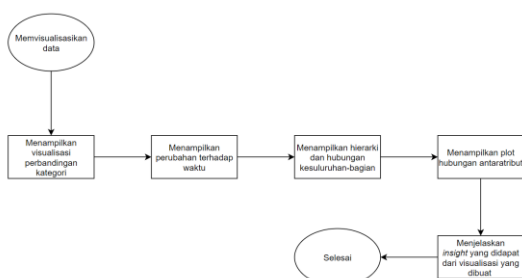 Memvisualisasikan
data
Menampilkan
visualisasi
perbandingan
kategori
Menampilkan
perubahan terhadap
waktu
Menampilkan hierarki
dan hubungan
kesuluruhan-bagian
Menampilkan plot
hubungan antaratribut
Menjelaskan
insight yang didapat
dari visualisasi yang
dibuat
Selesai